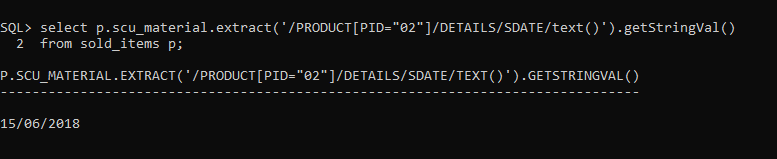 SQL> select p.scu_material.extract('/PRODUCT[PID="02"]/DETAILS/SDATE/text()').getStringVal()
2 from sold_items p;
P.SCU_MATERIAL.EXTRACT('/PRODUCT[PID="02"]/DETAILS/SDATE/TEXT()').GETSTRINGVAL()
--------------------------------------------------------------------------------
15/06/2018